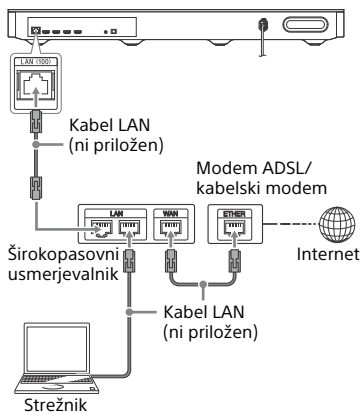 LAN (100)
Kabel LAN
(ni priložen)
Modem ADSL/
kabelski modem
LAN
WAN
ETHER
Širokopasovni
usmerjevalnik
Internet
Kabel LAN
(ni priložen)
Strežnik